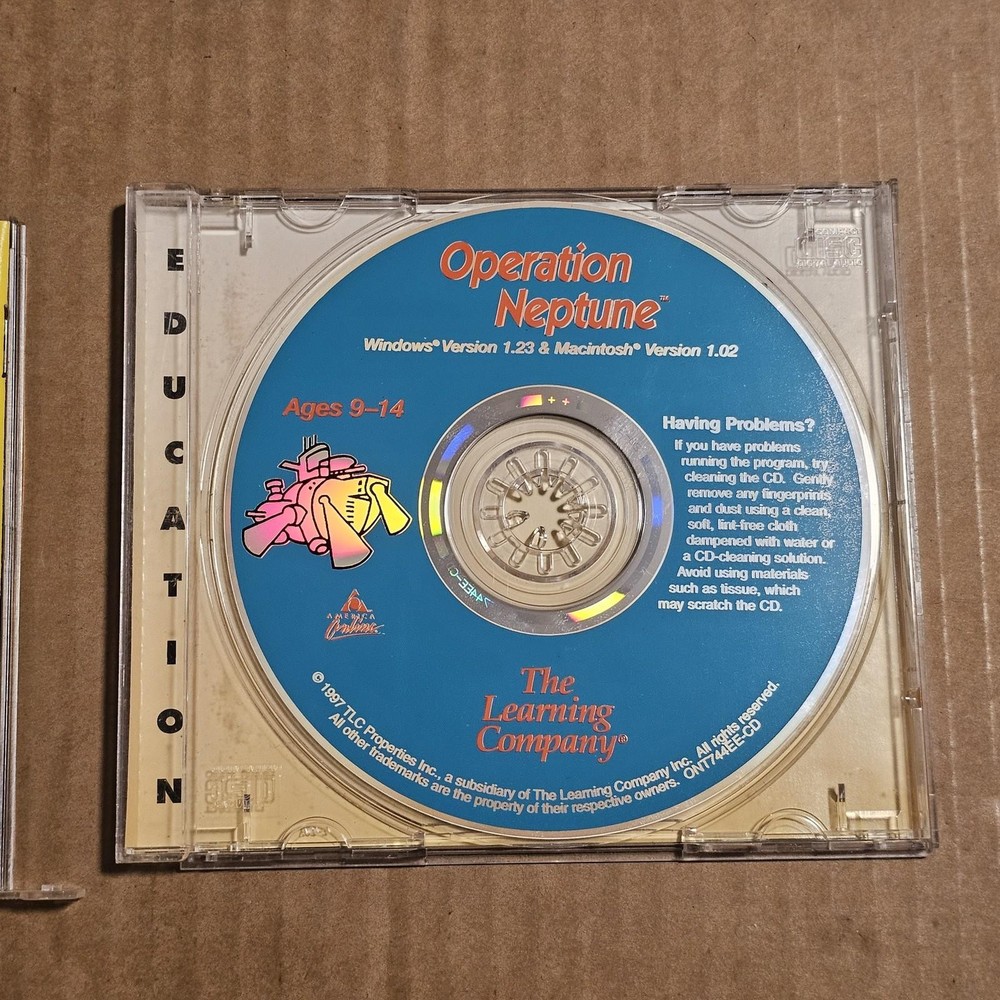 EDUCATION
Operation
Neptune™
Windows® Version 1.23 & Macintosh® Version 1.02
Ages 9–14
Having Problems?
If you have problems
running the program, try
cleaning the CD. Gently
remove any fingerprints
and dust using a clean,
soft, lint-free cloth
dampened with water or
a CD-cleaning solution.
Avoid using materials
such as tissue, which
may scratch the CD.
AMERICA
Online
The
Learning
Company®
© 1997 TLC Properties Inc., a subsidiary of The Learning Company Inc. All rights reserved.
All other trademarks are the property of their respective owners. ONT744EE-CD